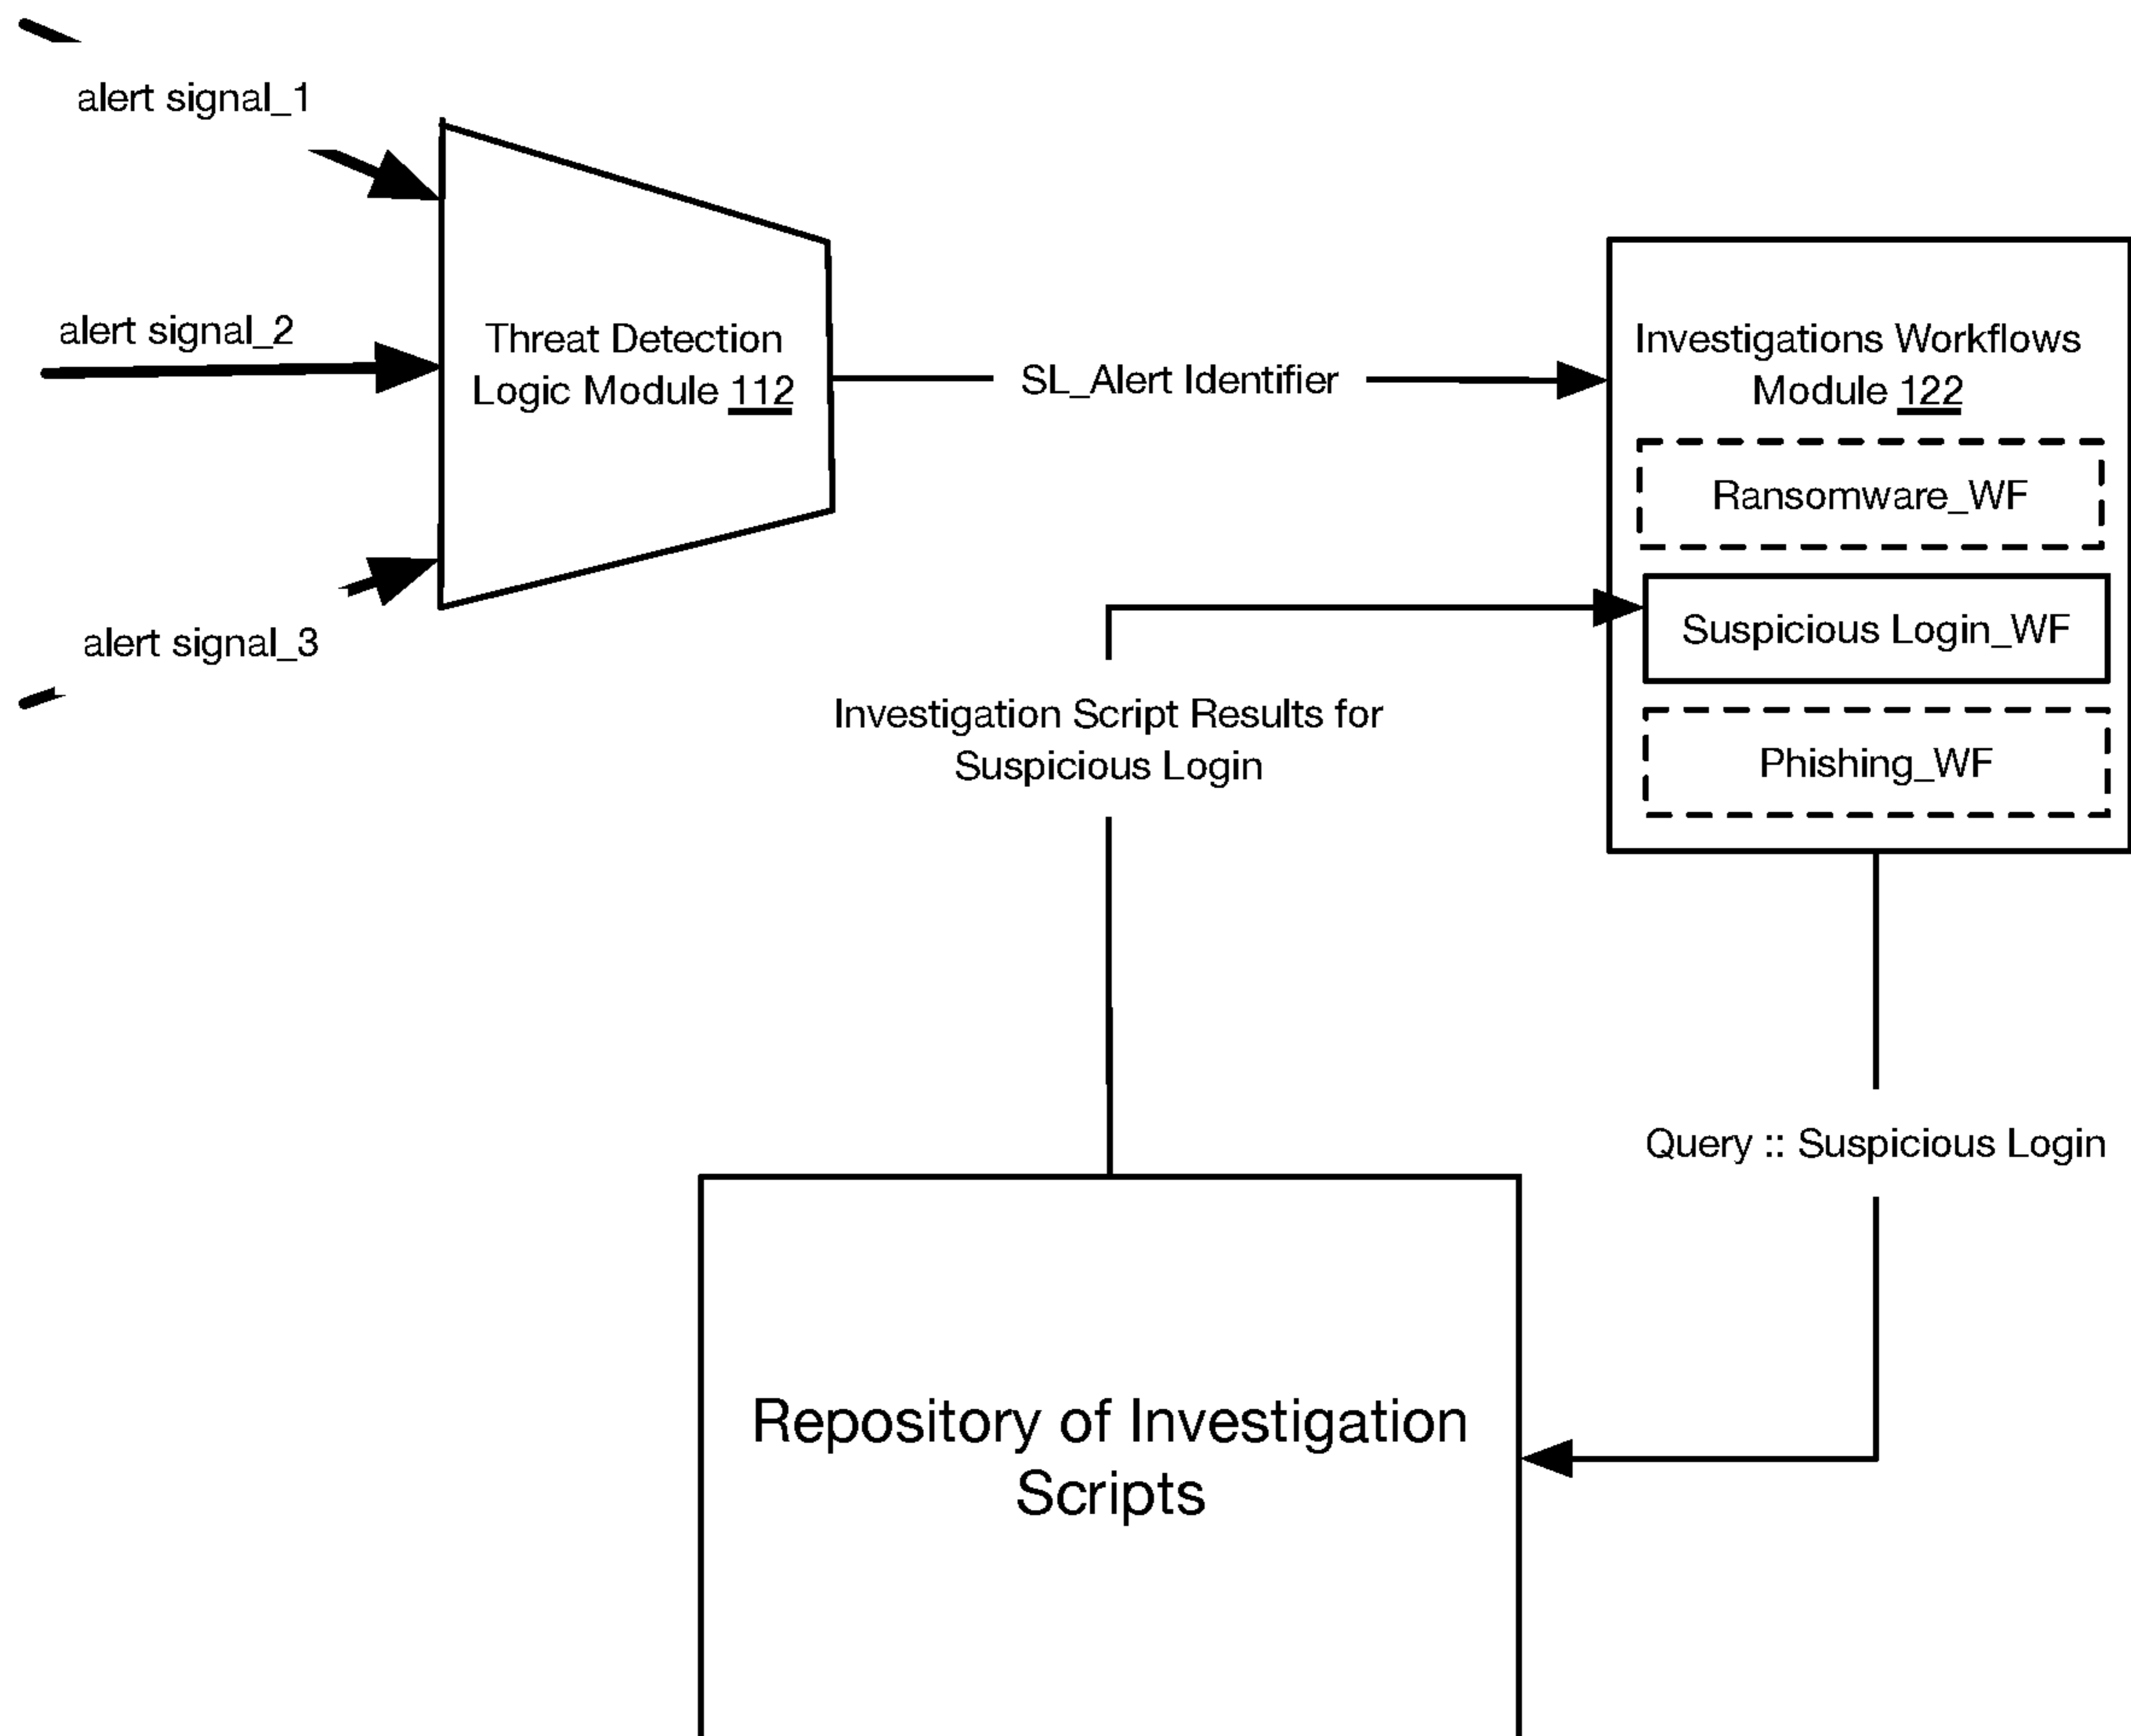 alert signal_1
alert signal_2
alert signal_3
Threat Detection
Logic Module 112
SL_Alert Identifier
Investigations Workflows
Module 122
Ransomware_WF
Suspicious Login_WF
Phishing_WF
Investigation Script Results for
Suspicious Login
Query :: Suspicious Login
Repository of Investigation
Scripts